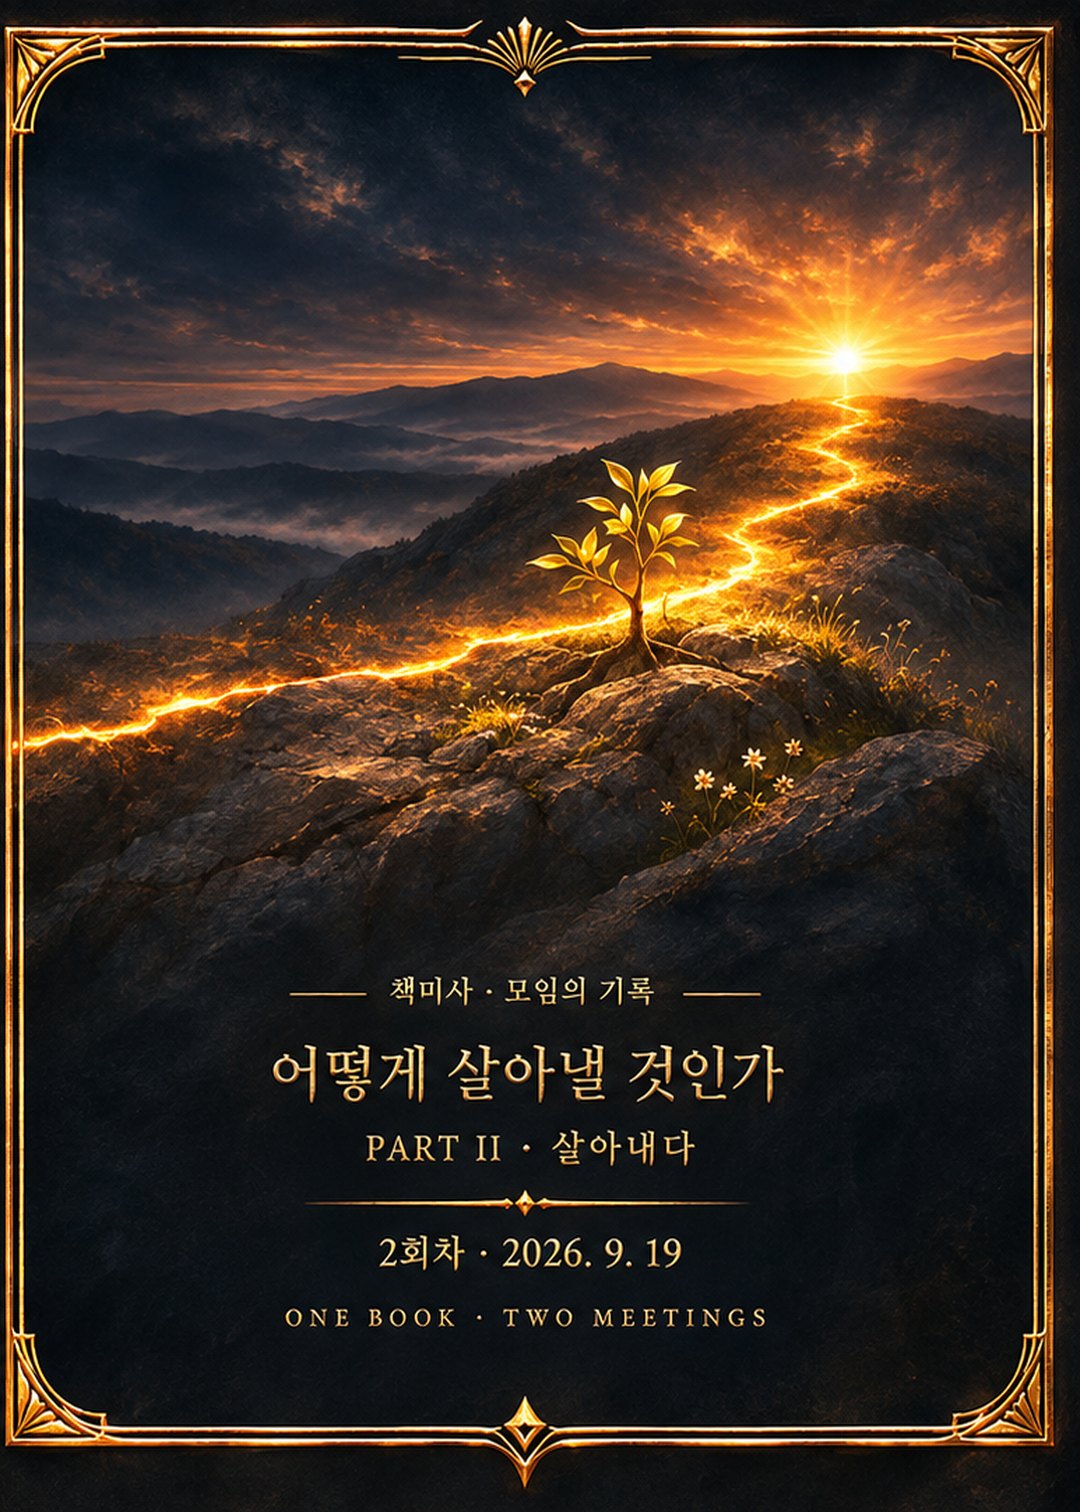 책미사 · 모임의 기록
어떻게 살아낼 것인가
PART II · 살아내다
2회차 · 2026. 9. 19
ONE BOOK · TWO MEETINGS